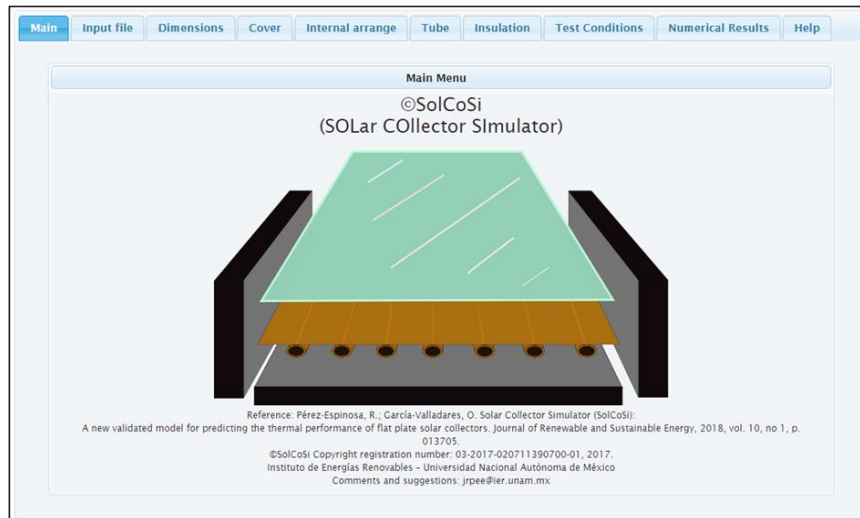 Main Input file Dimensions Cover Internal arrange Tube Insulation Test Conditions Numerical Results Help
Main Menu
©SolCoSi
(SOLar COllector SImulator)
Reference: Pérez-Espinosa, R.; García-Valladares, O. Solar Collector Simulator (SolCoSi):
A new validated model for predicting the thermal performance of flat plate solar collectors. Journal of Renewable and Sustainable Energy, 2018, vol. 10, no 1, p.
013705.
©SolCoSi Copyright registration number: 03-2017-020711390700-01, 2017.
Instituto de Energías Renovables – Universidad Nacional Autónoma de México
Comments and suggestions: jrpee@ier.unam.mx